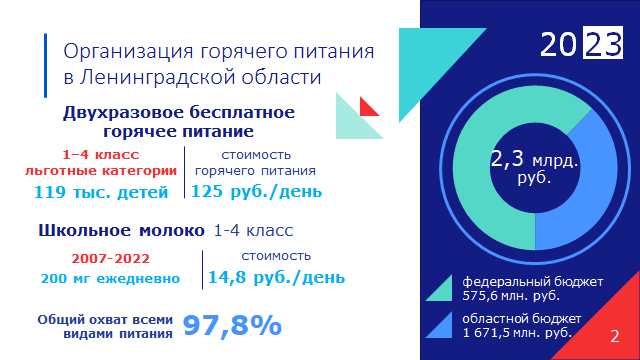 Организация горячего питания
в Ленинградской области
Двухразовое бесплатное
горячее питание
1–4 класс
льготные категории
119 тыс. детей
стоимость
горячего питания
125 руб./день
Школьное молоко 1-4 класс
2007-2022
200 мг ежедневно
стоимость
14,8 руб./день
Общий охват всеми
видами питания
97,8%
2023
2,3 млрд.
руб.
федеральный бюджет
575,6 млн. руб.
областной бюджет
1 671,5 млн. руб.
2